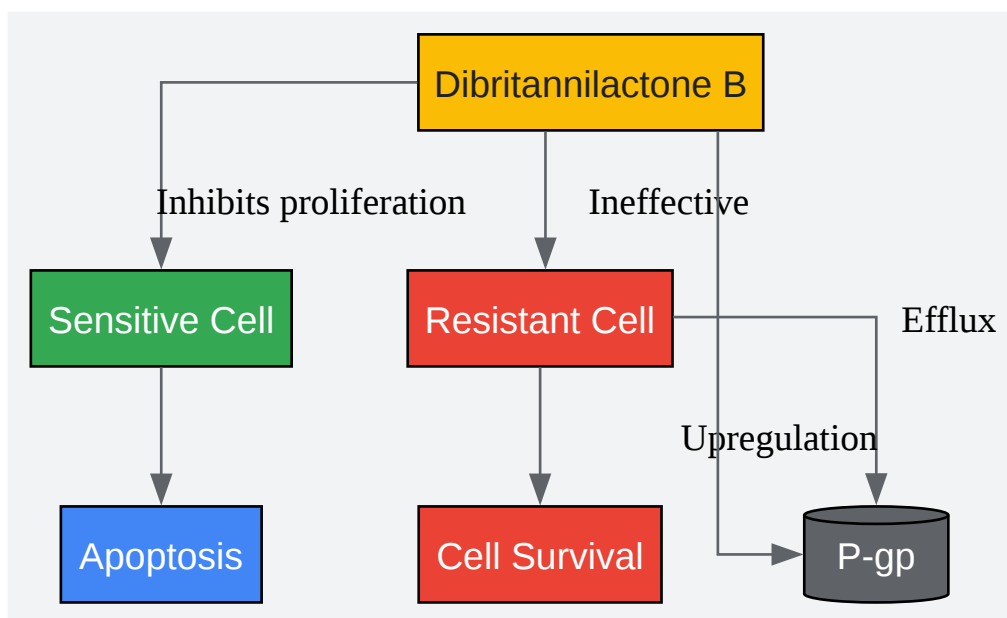 Dibritannilactone B
Inhibits proliferation
Ineffective
Sensitive Cell
Resistant Cell
Efflux
Upregulation
Apoptosis
Cell Survival
P-gp